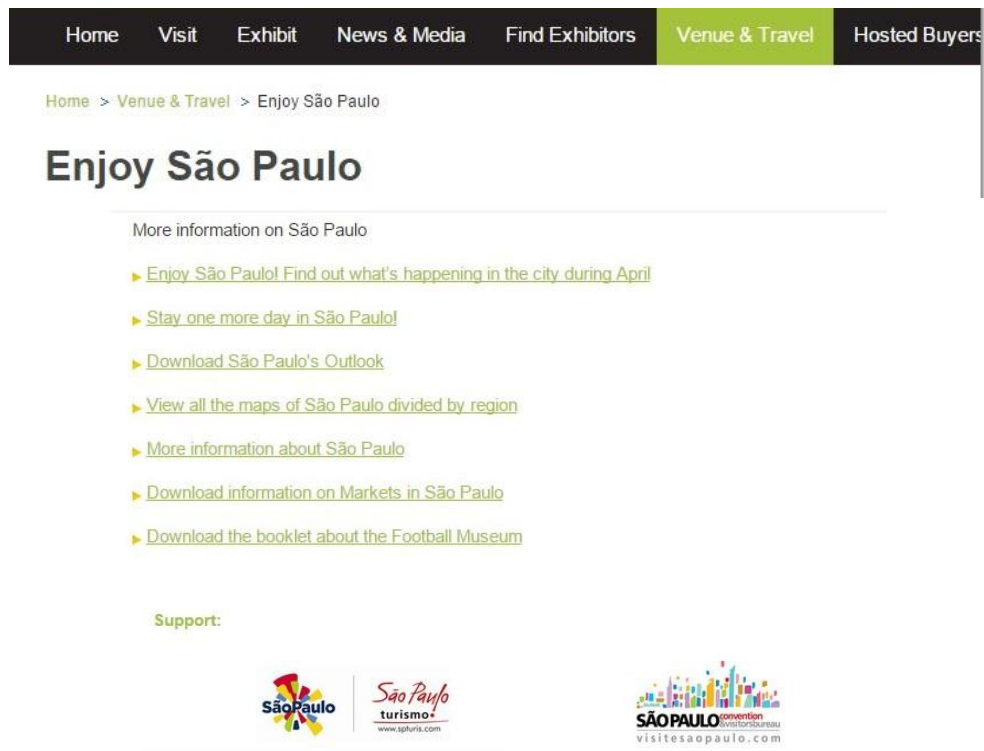 Home Visit Exhibit News & Media Find Exhibitors Venue & Travel Hosted Buyers
Home > Venue & Travel > Enjoy São Paulo
Enjoy São Paulo
More information on São Paulo
Enjoy São Paulo! Find out what's happening in the city during April
Stay one more day in São Paulo!
Download São Paulo's Outlook
View all the maps of São Paulo divided by region
More information about São Paulo
Download information on Markets in São Paulo
Download the booklet about the Football Museum
Support:
SãoPaulo
São Paulo
turismo
www.spturis.com
SÃO PAULO convention
&visitorsbureau
visitesaopaulo.com